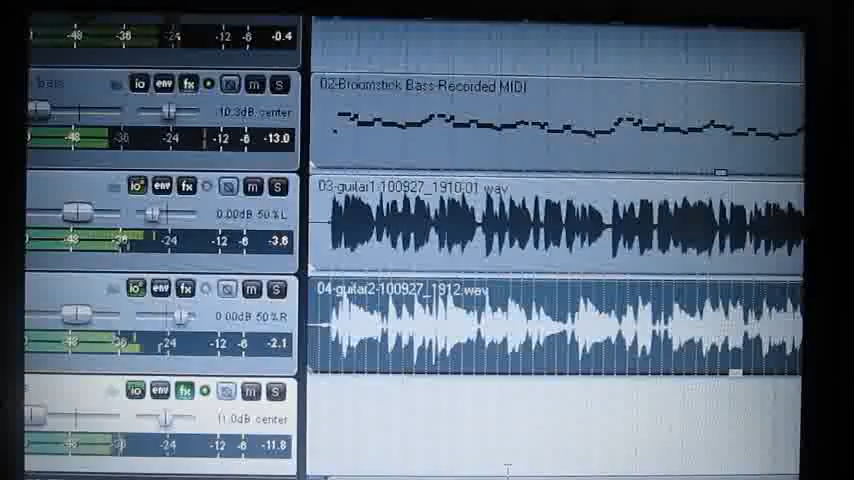 -48 -36 -24 -12 -6 -0.4
bass io env fx m S 02-Broomstick Bass-Recorded MIDI
10.3dB center
-48 -36 -24 -12 -6 -13.0
io env fx m S 03-guitar1-100927_1910-01.wav
0.00dB 50%L
-48 -36 -24 -12 -6 -3.6
io env fx m S 04-guitar2-100927_1912.wav
0.00dB 50%R
-48 -36 -24 -12 -6 -2.1
io env fx m S
11.0dB center
-48 -36 -24 -12 -6 -11.8